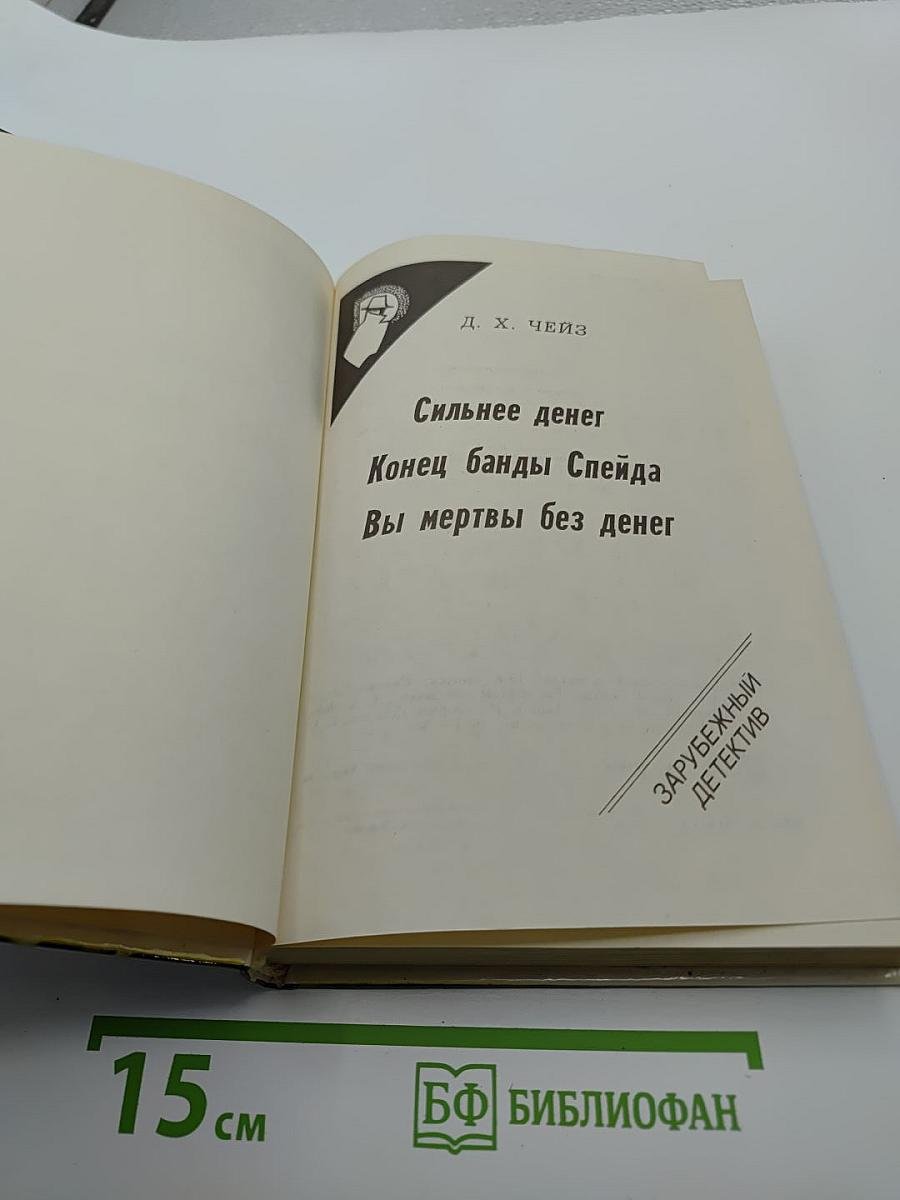 Д. Х. ЧЕЙЗ
Сильнее денег
Конец банды Спейда
Вы мертвы без денег
ЗАРУБЕЖНЫЙ
ДЕТЕКТИВ
15 см
БФ БИБЛИОФАН